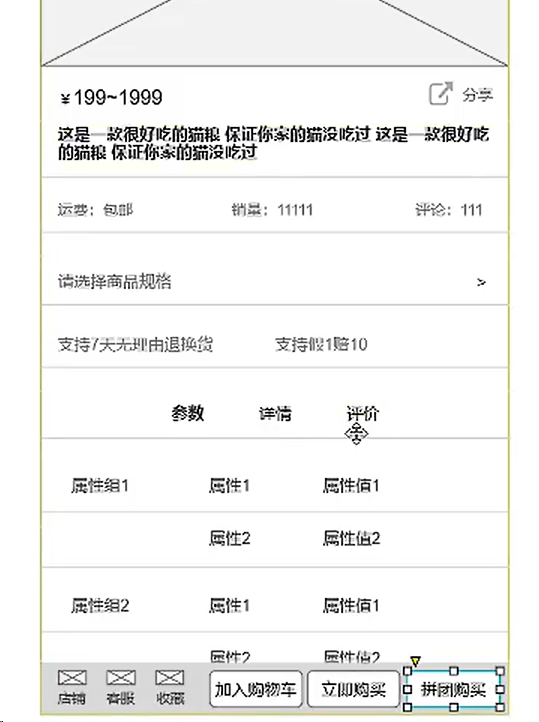 ¥199~1999
分享
这是一款很好吃的猫粮 保证你家的猫没吃过 这是一款很好吃
的猫粮 保证你家的猫没吃过
运费：包邮 销量：11111 评论：111
请选择商品规格 >
支持7天无理由退换货 支持假1赔10
参数 详情 评价
属性组1 属性1 属性值1
属性2 属性值2
属性组2 属性1 属性值1
属性2 属性值2
店铺 客服 收藏 加入购物车 立即购买 拼团购买